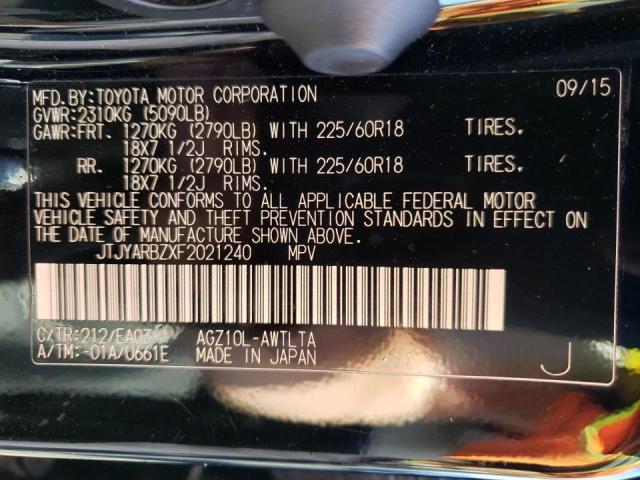 MFD.BY:TOYOTA MOTOR CORPORATION 09/15
GVWR:2310KG (5090LB)
GAWR:FRT. 1270KG (2790LB) WITH 225/60R18 TIRES.
18X7 1/2J RIMS.
RR. 1270KG (2790LB) WITH 225/60R18 TIRES.
18X7 1/2J RIMS.
THIS VEHICLE CONFORMS TO ALL APPLICABLE FEDERAL MOTOR
VEHICLE SAFETY AND THEFT PREVENTION STANDARDS IN EFFECT ON
THE DATE OF MANUFACTURE SHOWN ABOVE.
JTJYARBZXF2021240 MPV
C/TR:212/EA03 AGZ10L-AWTLTA
A/TM:-01A/U661E MADE IN JAPAN J